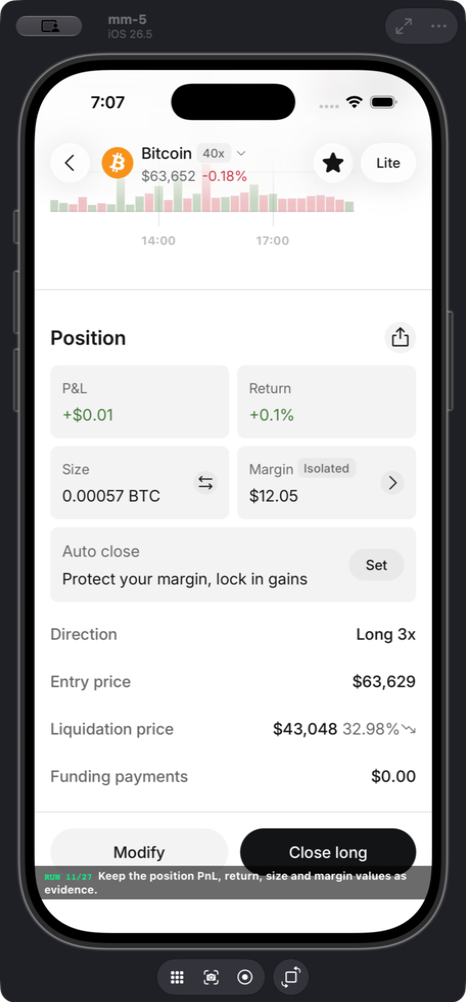 mm-5
iOS 26.5
7:07
Bitcoin 40x
$63,652 -0.18%
Lite
14:00 17:00
Position
P&L
+$0.01
Return
+0.1%
Size
0.00057 BTC
Margin Isolated
$12.05
Auto close
Protect your margin, lock in gains
Set
Direction Long 3x
Entry price $63,629
Liquidation price $43,048 32.98%
Funding payments $0.00
Modify Close long
RUN 11/27 Keep the position PnL, return, size and margin values as
evidence.